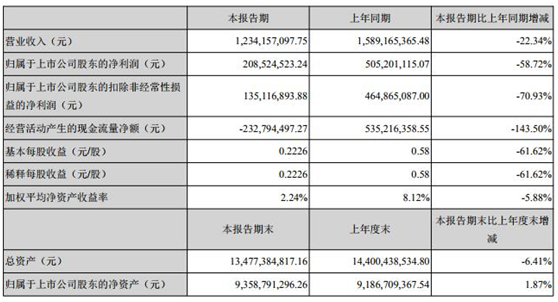 本报告期 上年同期 本报告期比上年同期增减
营业收入（元） 1,234,157,097.75 1,589,165,365.48 -22.34%
归属于上市公司股东的净利润（元） 208,524,523.24 505,201,115.07 -58.72%
归属于上市公司股东的扣除非经常性损
益的净利润（元） 135,116,893.88 464,865,087.00 -70.93%
经营活动产生的现金流量净额（元） -232,794,497.27 535,216,358.55 -143.50%
基本每股收益（元/股） 0.2226 0.58 -61.62%
稀释每股收益（元/股） 0.2226 0.58 -61.62%
加权平均净资产收益率 2.24% 8.12% -5.88%
本报告期末 上年度末 本报告期末比上年度末增
减
总资产（元） 13,477,384,817.16 14,400,438,534.80 -6.41%
归属于上市公司股东的净资产（元） 9,358,791,296.26 9,186,709,367.54 1.87%